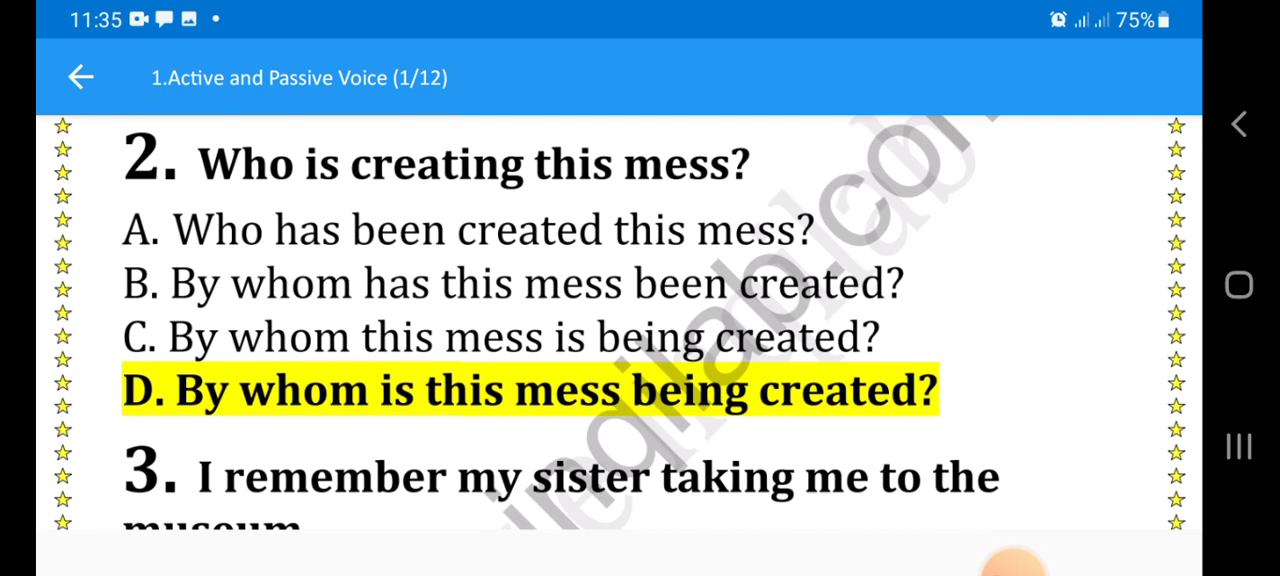 11:35
75%
1.Active and Passive Voice (1/12)
2. Who is creating this mess?
A. Who has been created this mess?
B. By whom has this mess been created?
C. By whom this mess is being created?
D. By whom is this mess being created?
3. I remember my sister taking me to the
museum